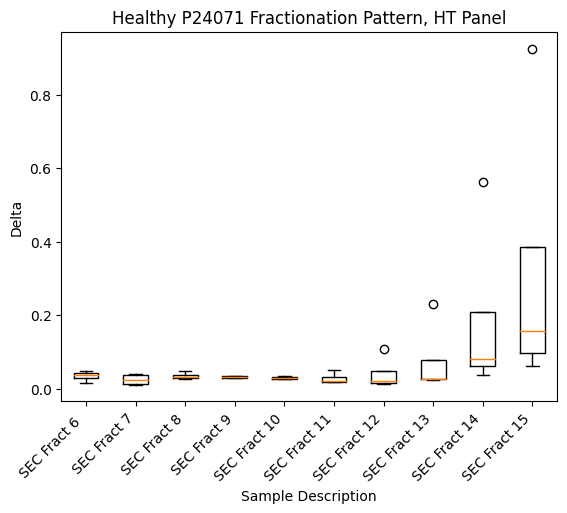 Healthy P24071 Fractionation Pattern, HT Panel
Delta
0.8
0.6
0.4
0.2
0.0
SEC Fract 6
SEC Fract 7
SEC Fract 8
SEC Fract 9
SEC Fract 10
SEC Fract 11
SEC Fract 12
SEC Fract 13
SEC Fract 14
SEC Fract 15
Sample Description